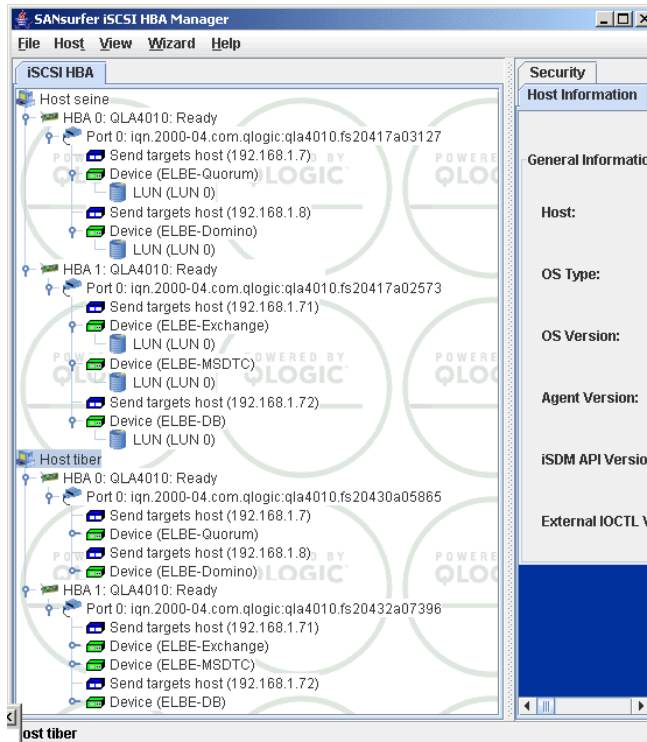 SANsurfer iSCSI HBA Manager
File Host View Wizard Help
iSCSI HBA
Host seine
HBA 0: QLA4010: Ready
Port 0: iqn.2000-04.com.qlogic:qla4010.fs20417a03127
Send targets host (192.168.1.7)
Device (ELBE-Quorum)
LUN (LUN 0)
Send targets host (192.168.1.8)
Device (ELBE-Domino)
LUN (LUN 0)
HBA 1: QLA4010: Ready
Port 0: iqn.2000-04.com.qlogic:qla4010.fs20417a02573
Send targets host (192.168.1.71)
Device (ELBE-Exchange)
LUN (LUN 0)
Device (ELBE-MSDTC)
LUN (LUN 0)
Send targets host (192.168.1.72)
Device (ELBE-DB)
LUN (LUN 0)
Host tiber
HBA 0: QLA4010: Ready
Port 0: iqn.2000-04.com.qlogic:qla4010.fs20430a05865
Send targets host (192.168.1.7)
Device (ELBE-Quorum)
Send targets host (192.168.1.8)
Device (ELBE-Domino)
HBA 1: QLA4010: Ready
Port 0: iqn.2000-04.com.qlogic:qla4010.fs20432a07396
Send targets host (192.168.1.71)
Device (ELBE-Exchange)
Device (ELBE-MSDTC)
Send targets host (192.168.1.72)
Device (ELBE-DB)
Security
Host Information
General Informatio
Host:
OS Type:
OS Version:
Agent Version:
iSDM API Versio
External IOCTL V
ost tiber